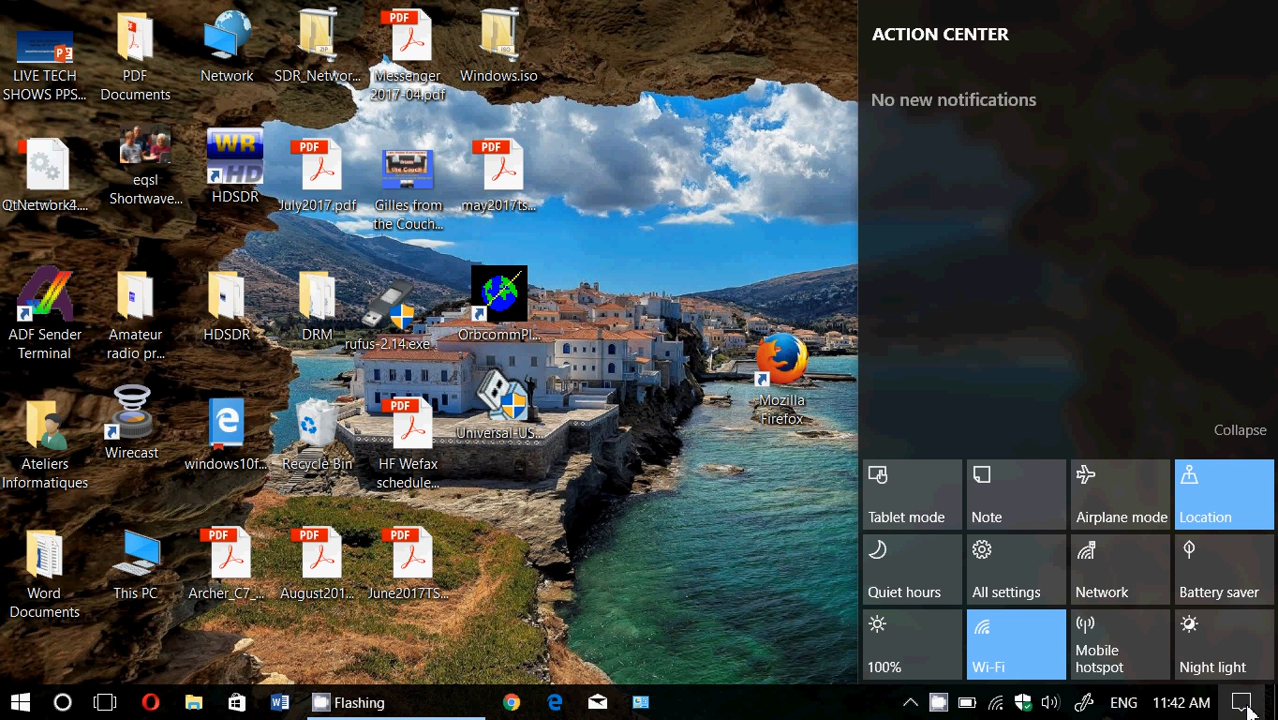 LIVE TECH
SHOWS PPS...
PDF
Documents
Network
ZIP
SDR_Networ...
PDF
Messenger
2017-04.pdf
ISO
Windows.iso
QtNetwork4....
eqsl
Shortwave...
WR
HD
HDSDR
PDF
July2017.pdf
Gilles from
the Couch...
PDF
may2017ts...
ADF Sender
Terminal
Amateur
radio pr...
HDSDR
DRM
rufus-2.14.exe
OrbcommPl...
Mozilla
Firefox
Ateliers
Informatiques
Wirecast
windows10f...
Recycle Bin
PDF
HF Wefax
schedule...
Universal-US...
Word
Documents
This PC
PDF
Archer_C7_...
PDF
August201...
PDF
June2017TS...
ACTION CENTER
No new notifications
Collapse
Tablet mode
Note
Airplane mode
Location
Quiet hours
All settings
Network
Battery saver
100%
Wi-Fi
Mobile
hotspot
Night light
Flashing
ENG
11:42 AM